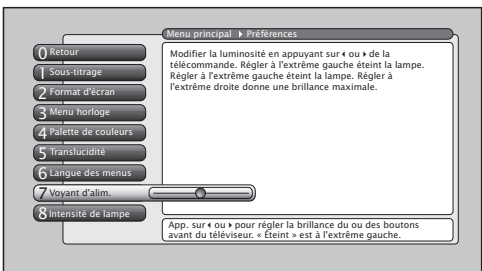 Menu principal ▸ Préférences
0 Retour
1 Sous-titrage
2 Format d'écran
3 Menu horloge
4 Palette de couleurs
5 Translucidité
6 Langue des menus
7 Voyant d'alim.
8 Intensité de lampe
Modifier la luminosité en appuyant sur ◂ ou ▸ de la
télécommande. Régler à l'extrême gauche éteint la lampe.
Régler à l'extrême gauche éteint la lampe. Régler à
l'extrême droite donne une brillance maximale.
App. sur ◂ ou ▸ pour régler la brillance du ou des boutons
avant du téléviseur. « Éteint » est à l'extrême gauche.